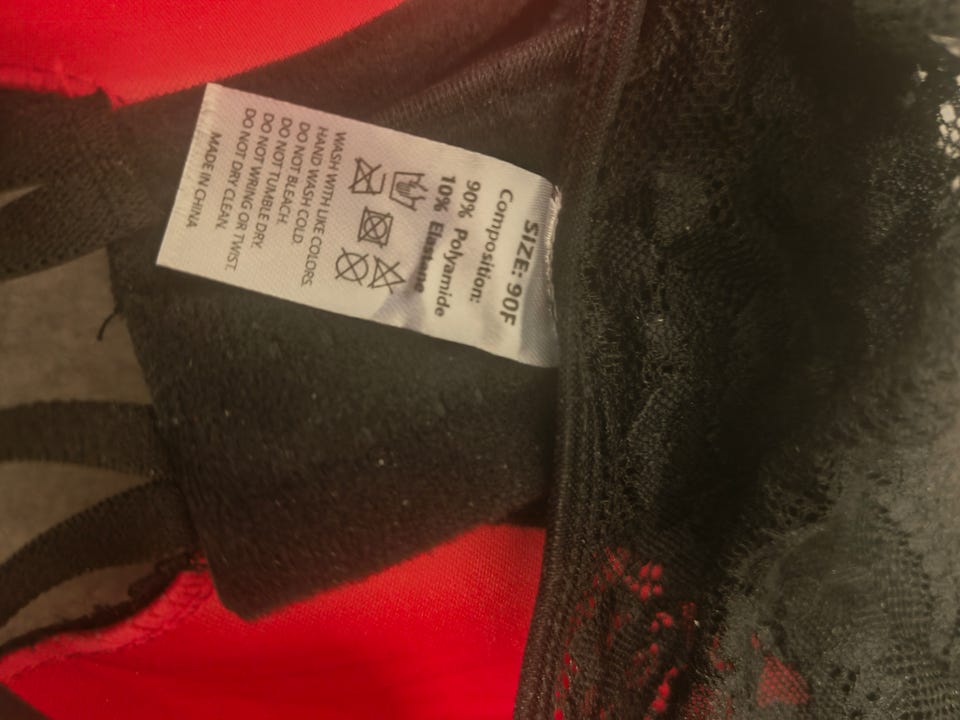 SIZE: 90F
Composition:
90% Polyamide
10% Elastane
WASH WITH LIKE COLORS.
HAND WASH COLD.
DO NOT BLEACH.
DO NOT TUMBLE DRY.
DO NOT WRING OR TWIST.
DO NOT DRY CLEAN.
MADE IN CHINA